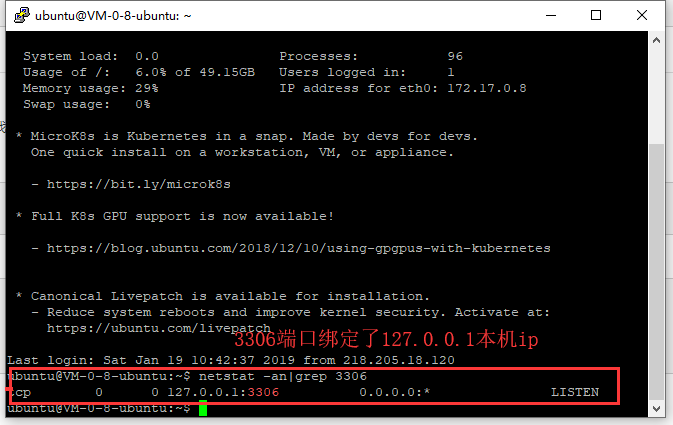 ubuntu@VM-0-8-ubuntu: ~
System load: 0.0 Processes: 96
Usage of /: 6.0% of 49.15GB Users logged in: 1
Memory usage: 29% IP address for eth0: 172.17.0.8
Swap usage: 0%
* MicroK8s is Kubernetes in a snap. Made by devs for devs.
One quick install on a workstation, VM, or appliance.
- https://bit.ly/microk8s
* Full K8s GPU support is now available!
- https://blog.ubuntu.com/2018/12/10/using-gpgpus-with-kubernetes
* Canonical Livepatch is available for installation.
- Reduce system reboots and improve kernel security. Activate at:
https://ubuntu.com/livepatch
3306端口绑定了127.0.0.1本机ip
Last login: Sat Jan 19 10:42:37 2019 from 218.205.18.120
ubuntu@VM-0-8-ubuntu:~$ netstat -an|grep 3306
tcp 0 0 127.0.0.1:3306 0.0.0.0:* LISTEN
ubuntu@VM-0-8-ubuntu:~$